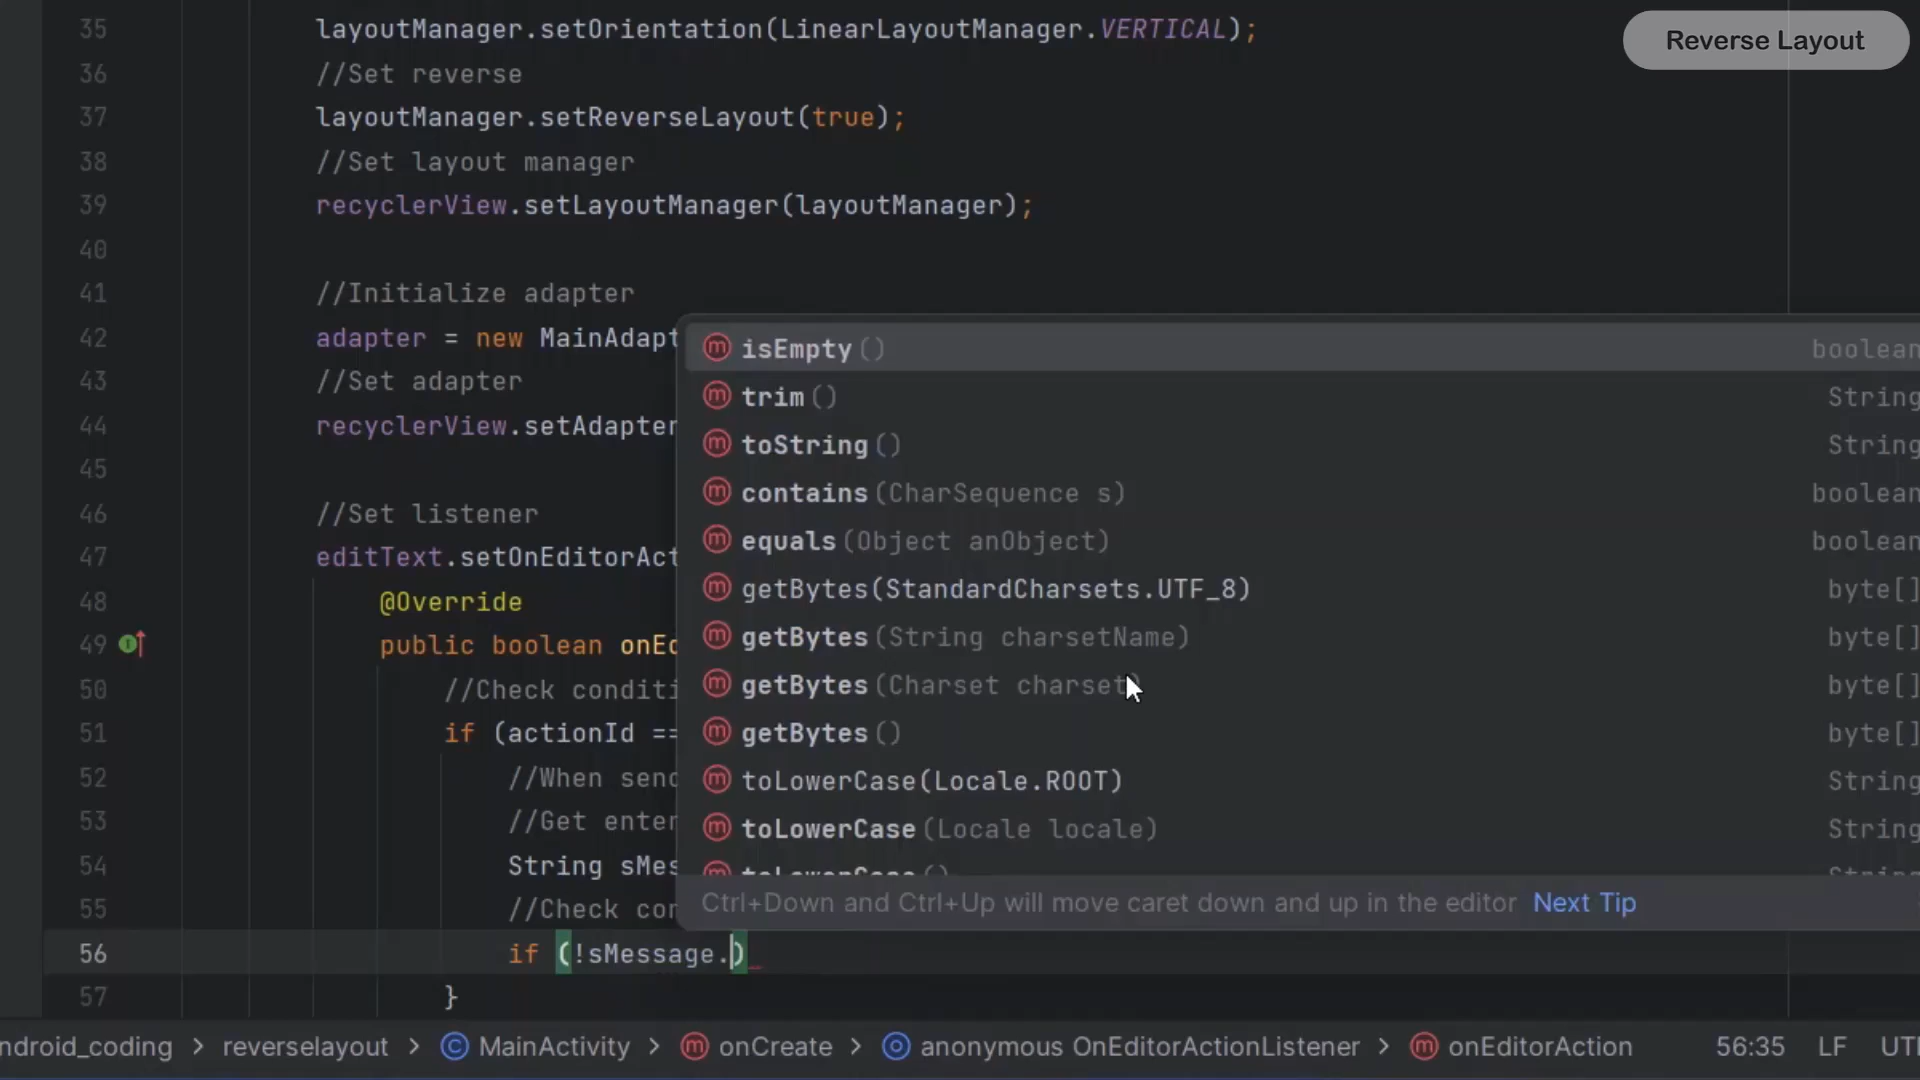 35 layoutManager.setOrientation(LinearLayoutManager.VERTICAL);
Reverse Layout
36 //Set reverse
37 layoutManager.setReverseLayout(true);
38 //Set layout manager
39 recyclerView.setLayoutManager(layoutManager);
40
41 //Initialize adapter
42 adapter = new MainAdapt
43 //Set adapter
44 recyclerView.setAdapter
45
46 //Set listener
47 editText.setOnEditorAct
48 @Override
49 public boolean onEd
50 //Check conditi
51 if (actionId ==
52 //When send
53 //Get enter
54 String sMes
55 //Check con
56 if (!sMessage.)
57 }
isEmpty() boolean
trim() String
toString() String
contains(CharSequence s) boolean
equals(Object anObject) boolean
getBytes(StandardCharsets.UTF_8) byte[]
getBytes(String charsetName) byte[]
getBytes(Charset charset) byte[]
getBytes() byte[]
toLowerCase(Locale.ROOT) String
toLowerCase(Locale locale) String
toLowerCase() String
Ctrl+Down and Ctrl+Up will move caret down and up in the editor Next Tip
ndroid_coding > reverselayout > MainActivity > onCreate > anonymous OnEditorActionListener > onEditorAction 56:35 LF UTF